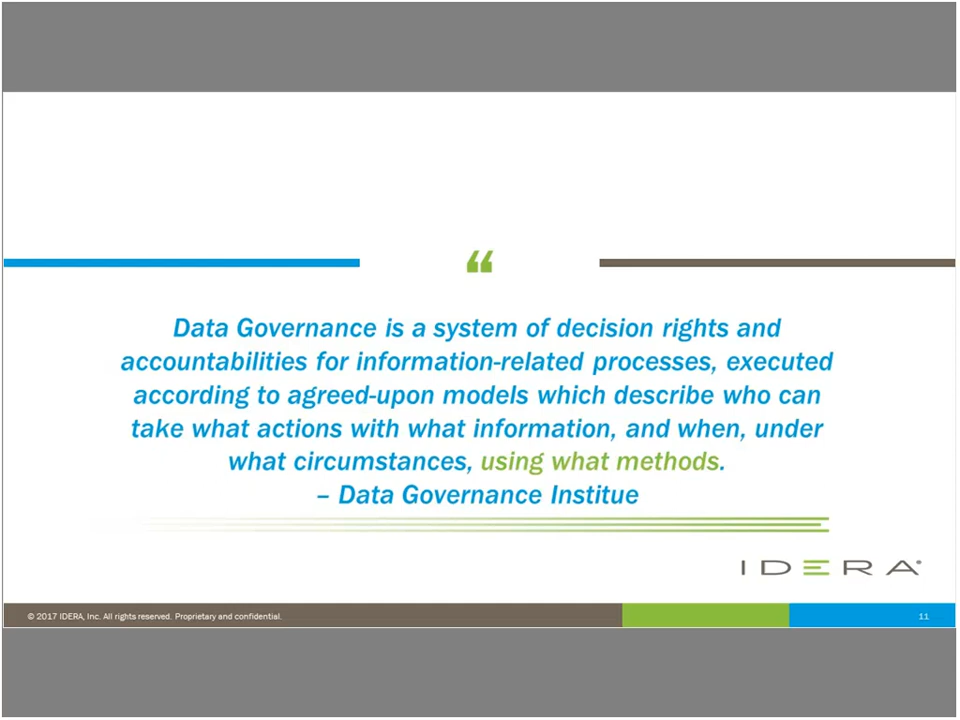 “
Data Governance is a system of decision rights and
accountabilities for information-related processes, executed
according to agreed-upon models which describe who can
take what actions with what information, and when, under
what circumstances, using what methods.
– Data Governance Institue
IDERA®
© 2017 IDERA, Inc. All rights reserved. Proprietary and confidential.
11